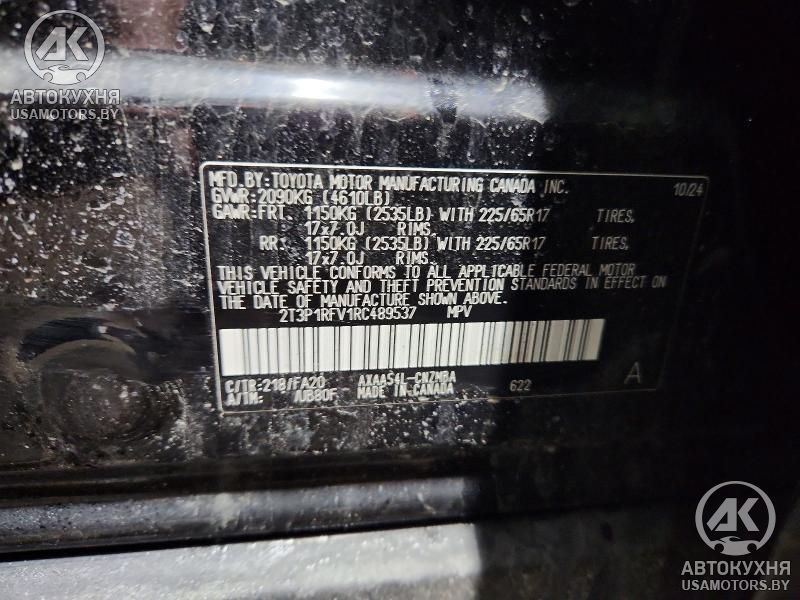 АК
АВТОКУХНЯ
USAMOTORS.BY
MFD.BY:TOYOTA MOTOR MANUFACTURING CANADA INC. 10/24
GVWR:2090KG (4610LB)
GAWR:FRT. 1150KG (2535LB) WITH 225/65R17 TIRES,
17x7.0J RIMS.
RR: 1150KG (2535LB) WITH 225/65R17 TIRES,
17x7.0J RIMS.
THIS VEHICLE CONFORMS TO ALL APPLICABLE FEDERAL MOTOR
VEHICLE SAFETY AND THEFT PREVENTION STANDARDS IN EFFECT ON
THE DATE OF MANUFACTURE SHOWN ABOVE.
2T3P1RFV1RC489537 MPV
C/TR:218/FA20 AXAA54L-CNZMBA 622 A
A/TM: /UB80F MADE IN CANADA
АК
АВТОКУХНЯ
USAMOTORS.BY